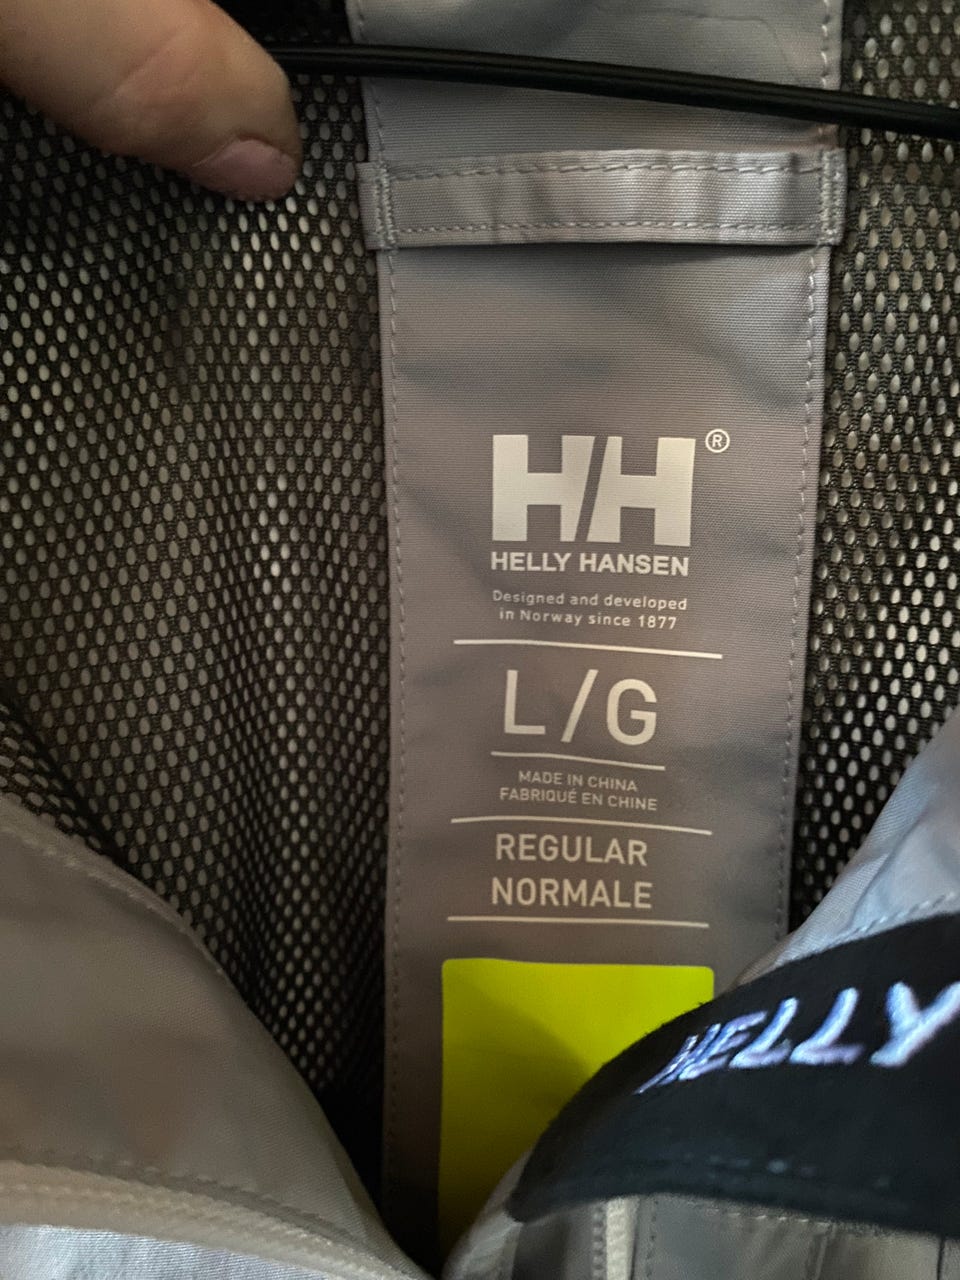 HH®
HELLY HANSEN
Designed and developed
in Norway since 1877
L/G
MADE IN CHINA
FABRIQUÉ EN CHINE
REGULAR
NORMALE
HELLY